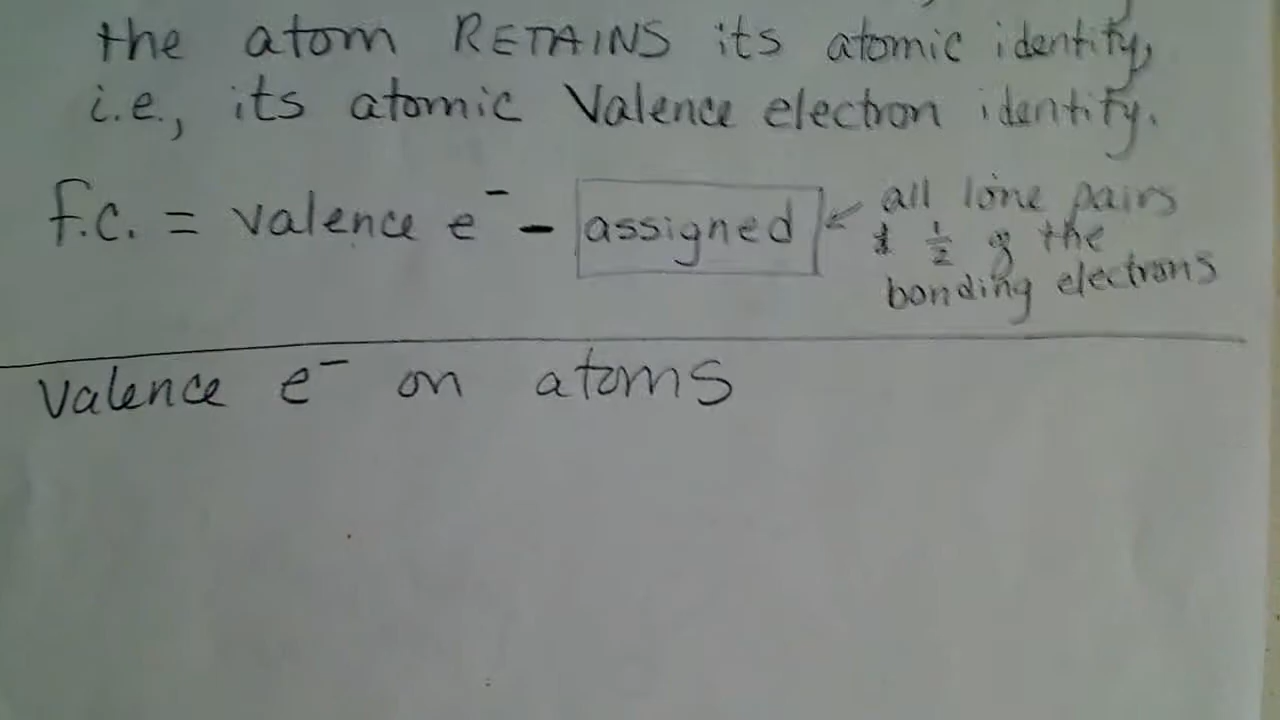 the atom RETAINS its atomic identity,
i.e., its atomic Valence electron identity.
f.c. = valence e⁻ - assigned
all lone pairs
& 1/2 of the
bonding electrons
Valence e⁻ on atoms